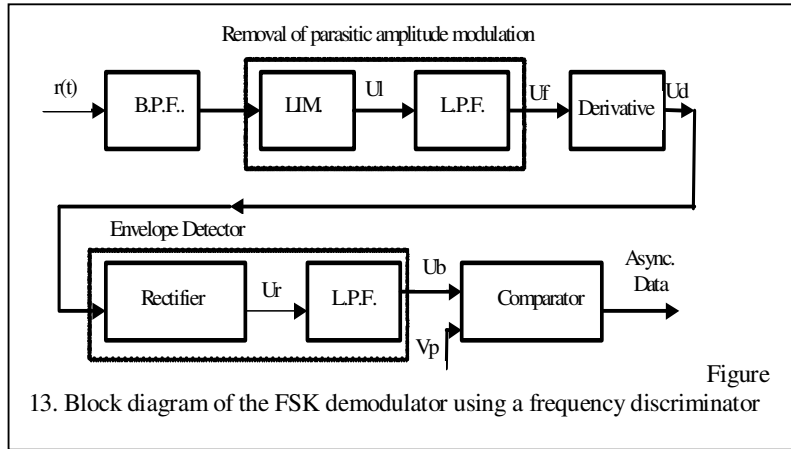 Removal of parasitic amplitude modulation
r(t)
B.P.F..
LIM.
Ul
L.P.F.
Uf
Derivative
Ud
Envelope Detector
Rectifier
Ur
L.P.F.
Ub
Vp
Comparator
Async.
Data
Figure
13. Block diagram of the FSK demodulator using a frequency discriminator